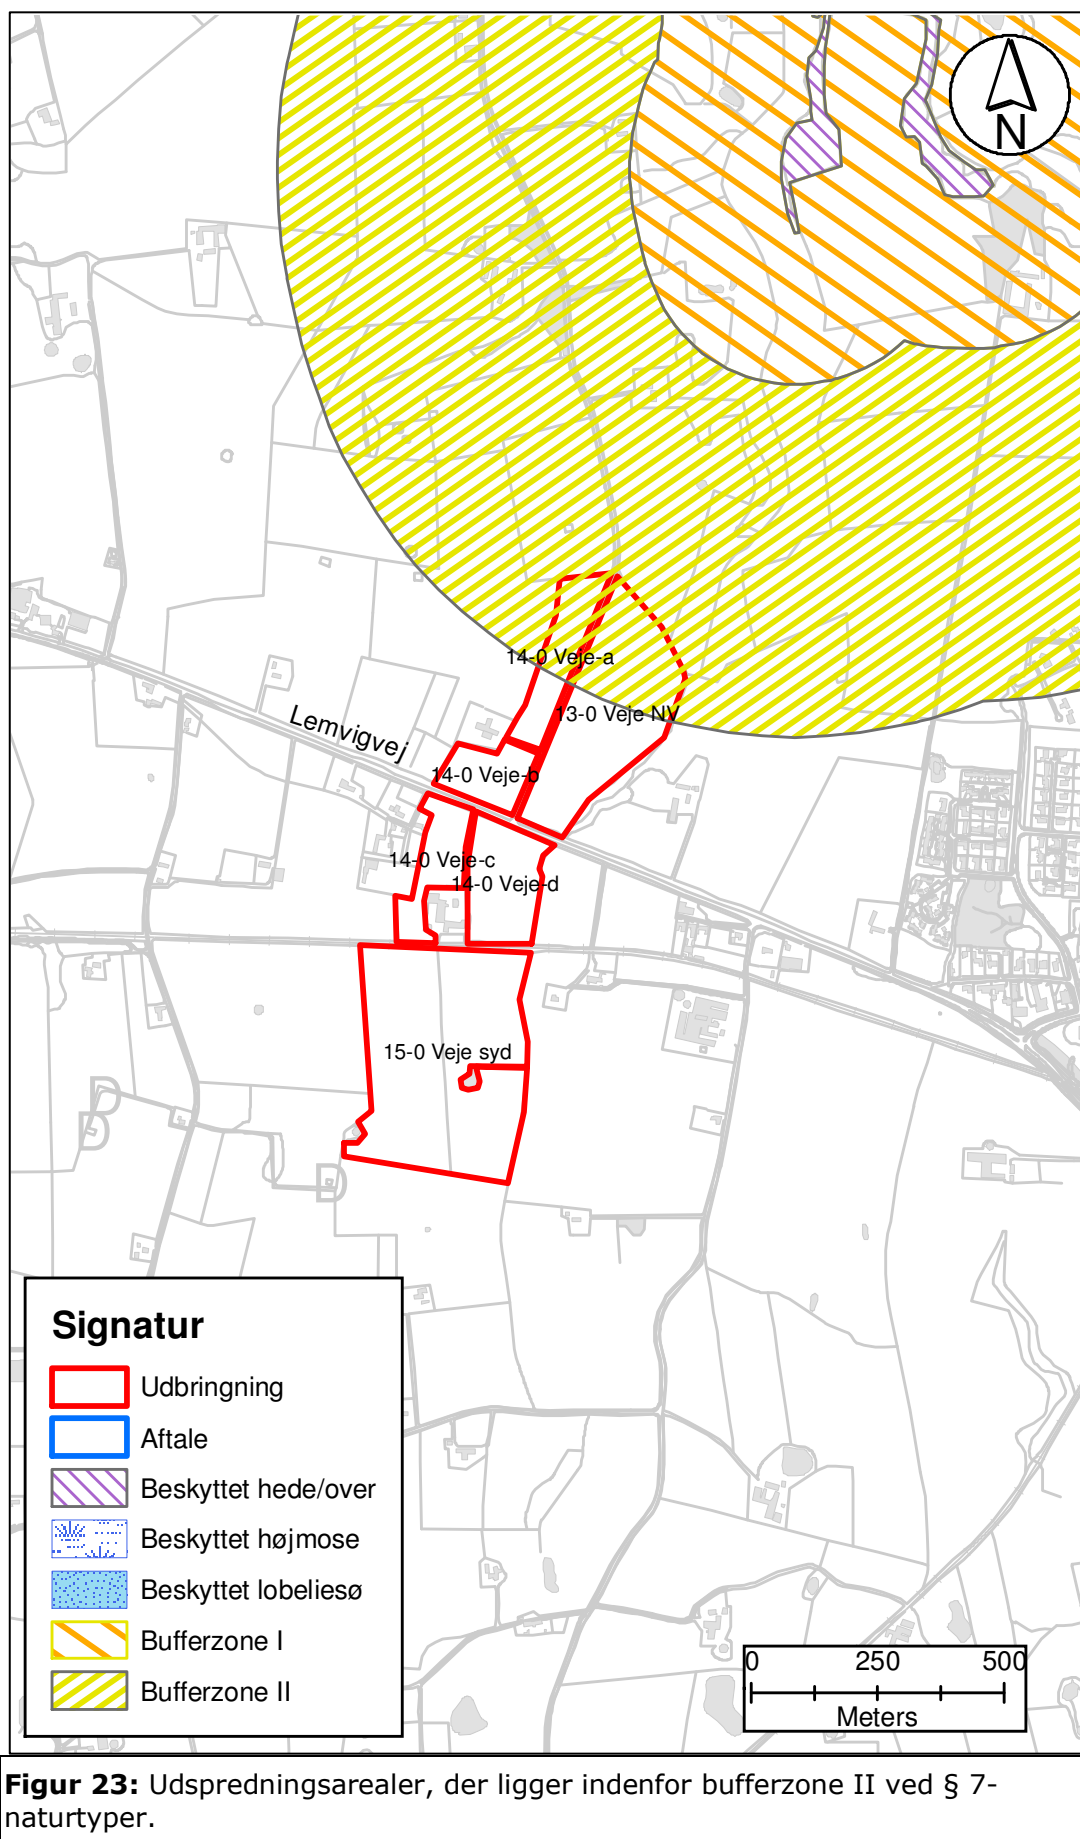 N
14-0 Veje-a
13-0 Veje NV
Lemvigvej
14-0 Veje-b
14-0 Veje-c
14-0 Veje-d
15-0 Veje syd
Signatur
Udbringning
Aftale
Beskyttet hede/over
Beskyttet højmose
Beskyttet lobeliesø
Bufferzone I
Bufferzone II
0 250 500
Meters
Figur 23: Udspredningsarealer, der ligger indenfor bufferzone II ved § 7-
naturtyper.